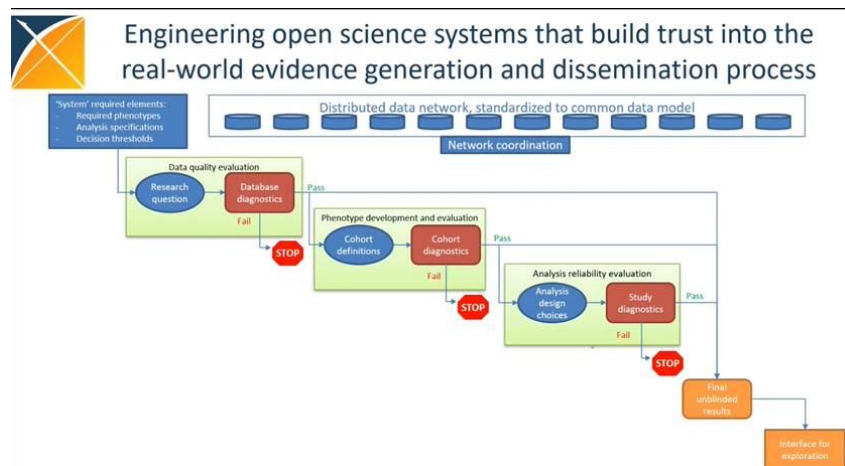 Engineering open science systems that build trust into the
real-world evidence generation and dissemination process
'System' required elements:
- Required phenotypes
- Analysis specifications
- Decision thresholds
Distributed data network, standardized to common data model
Network coordination
Data quality evaluation
Research
question
Database
diagnostics
Pass
Fail
STOP
Phenotype development and evaluation
Cohort
definitions
Cohort
diagnostics
Pass
Fail
STOP
Analysis reliability evaluation
Analysis
design
choices
Study
diagnostics
Pass
Fail
STOP
Final
unblinded
results
Interface for
exploration